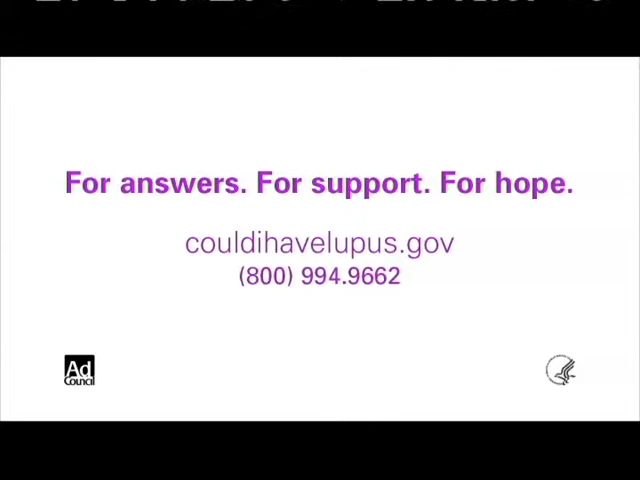 For answers. For support. For hope.
couldihavelupus.gov
(800) 994.9662
Ad
Council